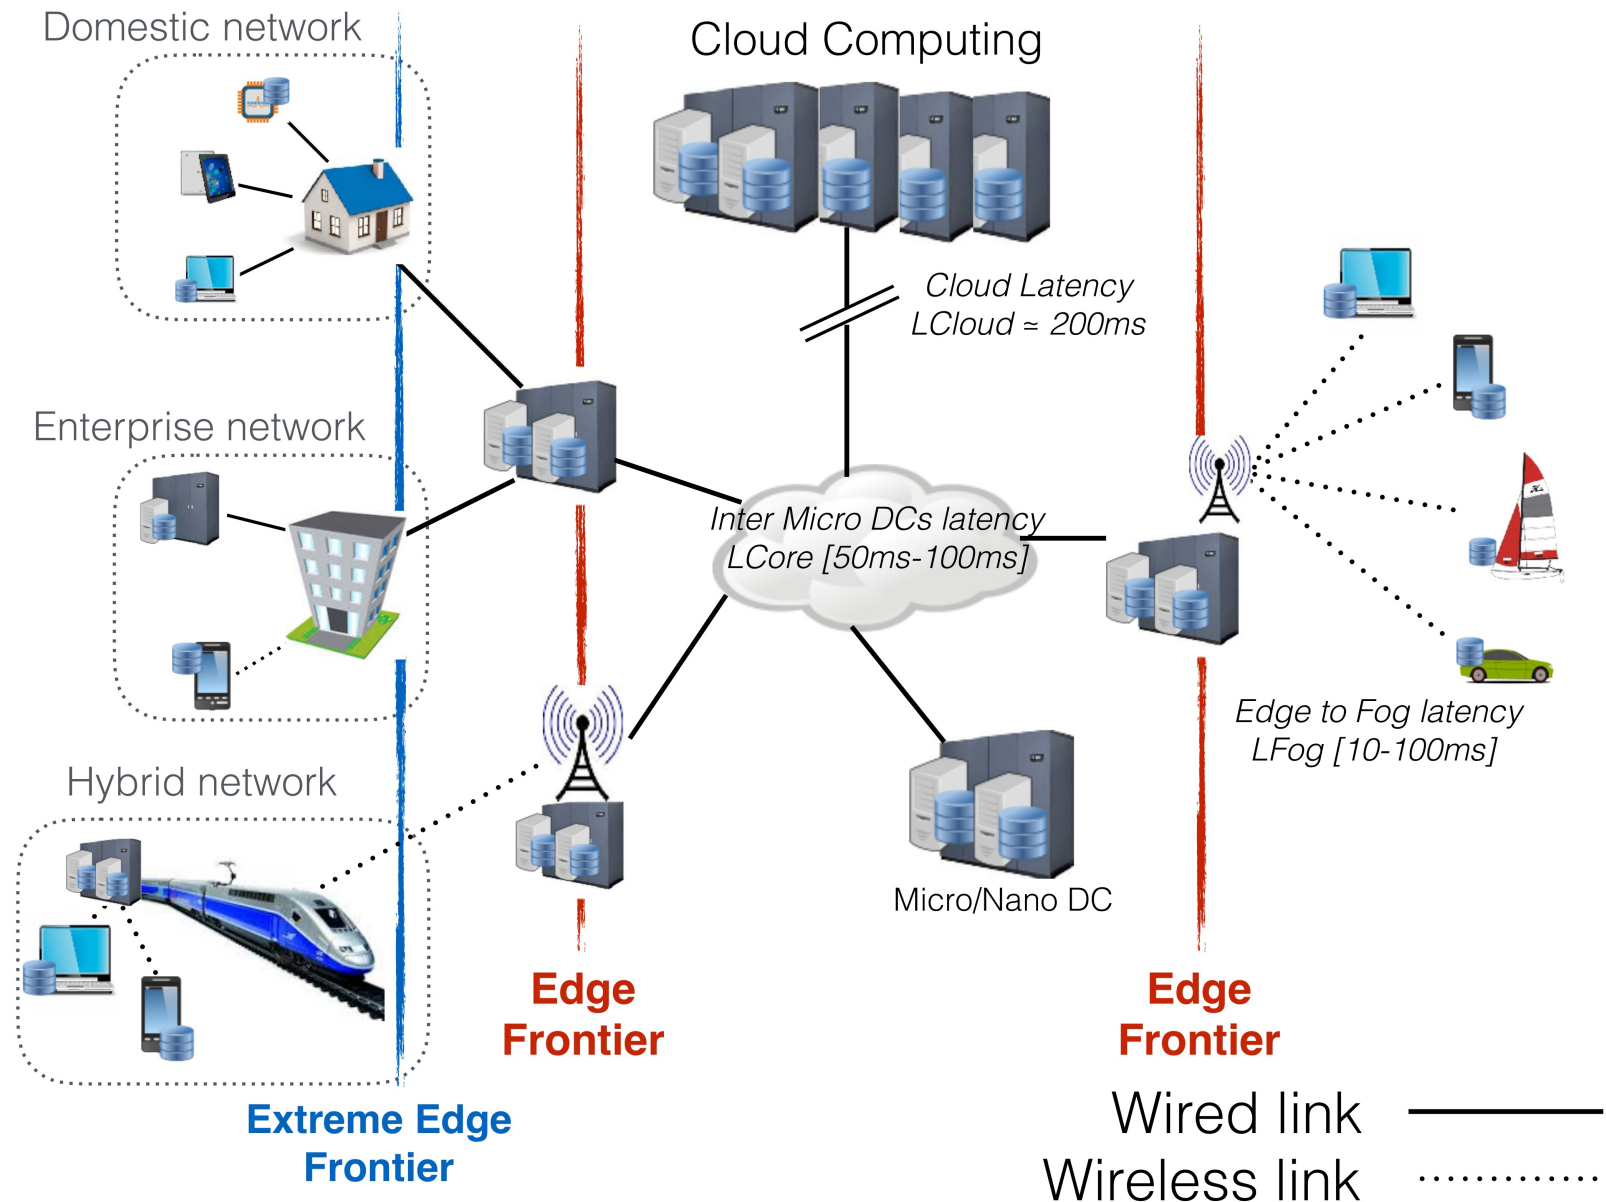 Domestic network
Cloud Computing
Cloud Latency
LCloud ≃ 200ms
Enterprise network
Inter Micro DCs latency
LCore [50ms-100ms]
Edge to Fog latency
LFog [10-100ms]
Hybrid network
Micro/Nano DC
Edge
Frontier
Edge
Frontier
Extreme Edge
Frontier
Wired link
Wireless link